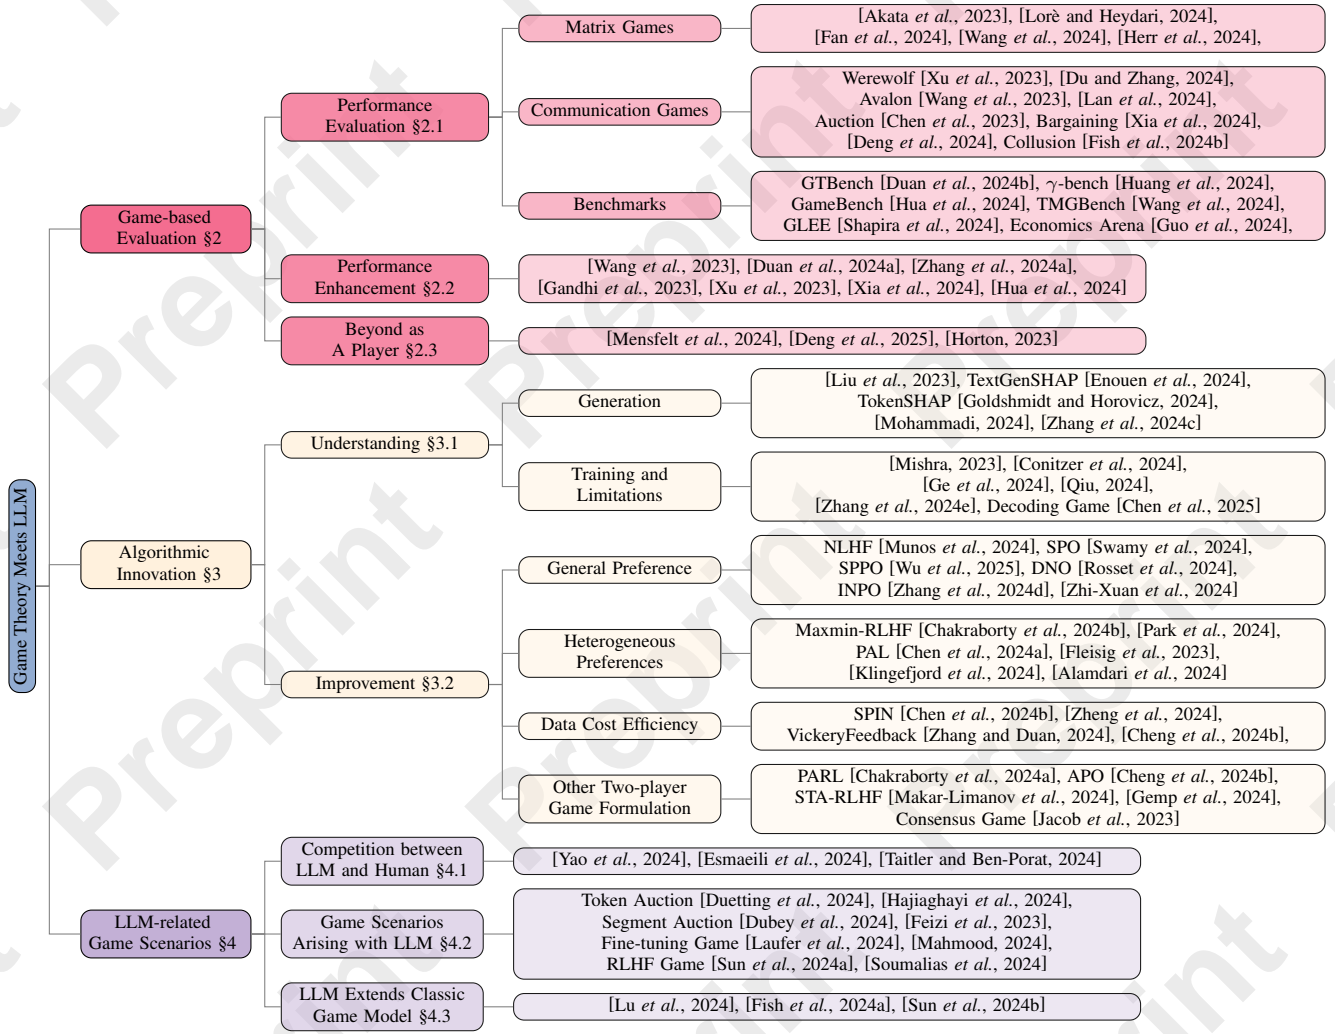 Game Theory Meets LLM
Game-based
Evaluation §2
Performance
Evaluation §2.1
Matrix Games
[Akata et al., 2023], [Lorè and Heydari, 2024],
[Fan et al., 2024], [Wang et al., 2024], [Herr et al., 2024],
Communication Games
Werewolf [Xu et al., 2023], [Du and Zhang, 2024],
Avalon [Wang et al., 2023], [Lan et al., 2024],
Auction [Chen et al., 2023], Bargaining [Xia et al., 2024],
[Deng et al., 2024], Collusion [Fish et al., 2024b]
Benchmarks
GTBench [Duan et al., 2024b], γ-bench [Huang et al., 2024],
GameBench [Hua et al., 2024], TMGBench [Wang et al., 2024],
GLEE [Shapira et al., 2024], Economics Arena [Guo et al., 2024],
Performance
Enhancement §2.2
[Wang et al., 2023], [Duan et al., 2024a], [Zhang et al., 2024a],
[Gandhi et al., 2023], [Xu et al., 2023], [Xia et al., 2024], [Hua et al., 2024]
Beyond as
A Player §2.3
[Mensfelt et al., 2024], [Deng et al., 2025], [Horton, 2023]
Algorithmic
Innovation §3
Understanding §3.1
Generation
[Liu et al., 2023], TextGenSHAP [Enouen et al., 2024],
TokenSHAP [Goldshmidt and Horovicz, 2024],
[Mohammadi, 2024], [Zhang et al., 2024c]
Training and
Limitations
[Mishra, 2023], [Conitzer et al., 2024],
[Ge et al., 2024], [Qiu, 2024],
[Zhang et al., 2024e], Decoding Game [Chen et al., 2025]
Improvement §3.2
General Preference
NLHF [Munos et al., 2024], SPO [Swamy et al., 2024],
SPPO [Wu et al., 2025], DNO [Rosset et al., 2024],
INPO [Zhang et al., 2024d], [Zhi-Xuan et al., 2024]
Heterogeneous
Preferences
Maxmin-RLHF [Chakraborty et al., 2024b], [Park et al., 2024],
PAL [Chen et al., 2024a], [Fleisig et al., 2023],
[Klingefjord et al., 2024], [Alamdari et al., 2024]
Data Cost Efficiency
SPIN [Chen et al., 2024b], [Zheng et al., 2024],
VickeryFeedback [Zhang and Duan, 2024], [Cheng et al., 2024b],
Other Two-player
Game Formulation
PARL [Chakraborty et al., 2024a], APO [Cheng et al., 2024b],
STA-RLHF [Makar-Limanov et al., 2024], [Gemp et al., 2024],
Consensus Game [Jacob et al., 2023]
LLM-related
Game Scenarios §4
Competition between
LLM and Human §4.1
[Yao et al., 2024], [Esmaeili et al., 2024], [Taitler and Ben-Porat, 2024]
Game Scenarios
Arising with LLM §4.2
Token Auction [Duetting et al., 2024], [Hajiaghayi et al., 2024],
Segment Auction [Dubey et al., 2024], [Feizi et al., 2023],
Fine-tuning Game [Laufer et al., 2024], [Mahmood, 2024],
RLHF Game [Sun et al., 2024a], [Soumalias et al., 2024]
LLM Extends Classic
Game Model §4.3
[Lu et al., 2024], [Fish et al., 2024a], [Sun et al., 2024b]
Preprint
Preprint
Preprint
Preprint
Preprint
Preprint